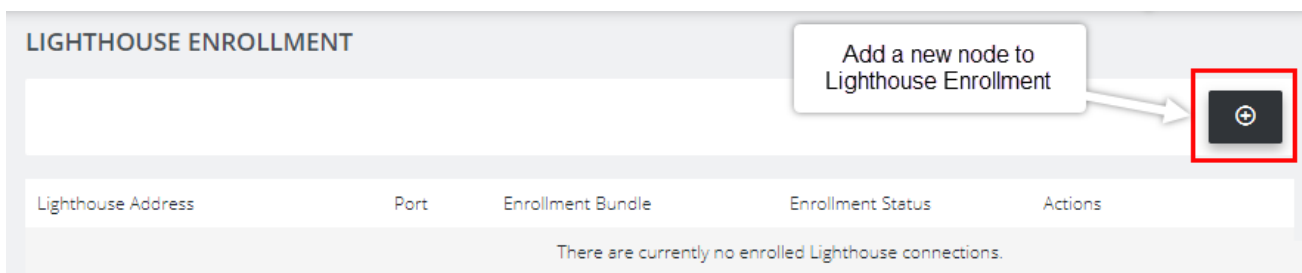 LIGHTHOUSE ENROLLMENT
Add a new node to
Lighthouse Enrollment
Lighthouse Address Port Enrollment Bundle Enrollment Status Actions
There are currently no enrolled Lighthouse connections.